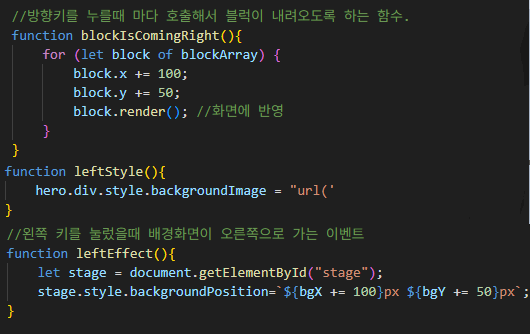 //방향키를 누를때 마다 호출해서 블럭이 내려오도록 하는 함수.
function blockIsComingRight(){
    for (let block of blockArray) {
        block.x += 100;
        block.y += 50;
        block.render(); //화면에 반영
    }
}
function leftStyle(){
    hero.div.style.backgroundImage = "url('
}
//왼쪽 키를 눌렀을때 배경화면이 오른쪽으로 가는 이벤트
function leftEffect(){
    let stage = document.getElementById("stage");
    stage.style.backgroundPosition=`${bgX += 100}px ${bgY += 50}px`;
}